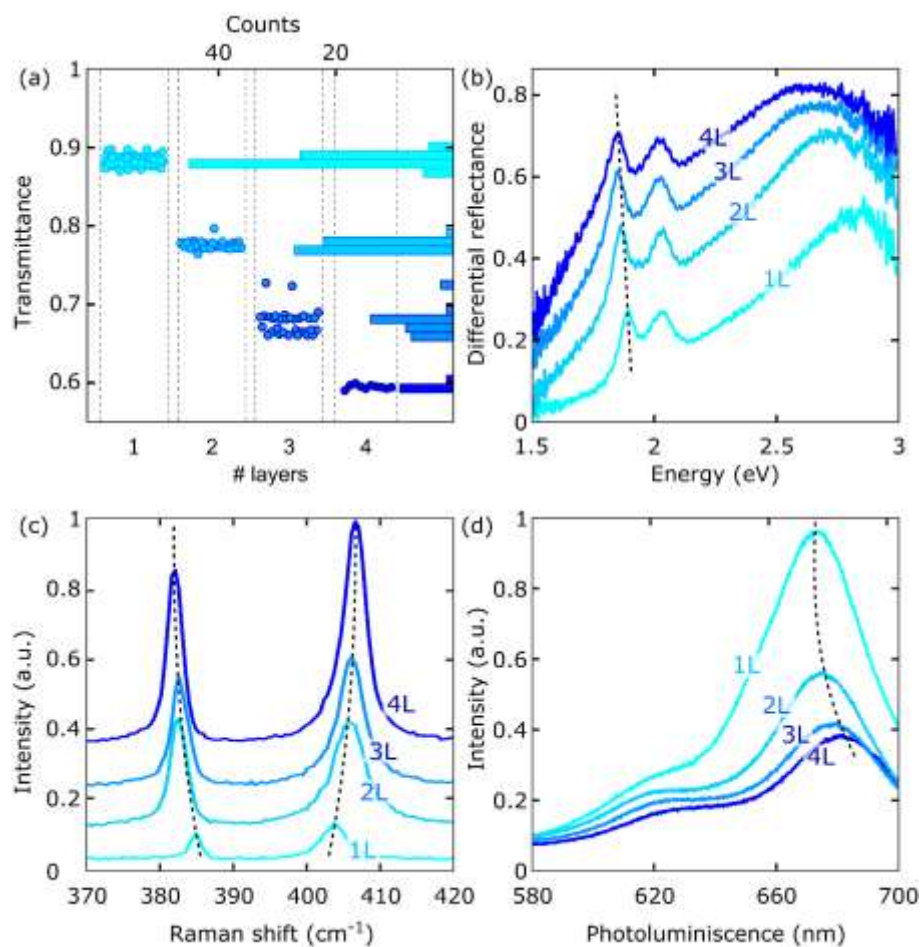 Counts
40 20
(a)
1
0.9
0.8
0.7
0.6
Transmittance
1 2 3 4
# layers
(b)
0.8
0.6
0.4
0.2
0
Differential reflectance
4L
3L
2L
1L
1.5 2 2.5 3
Energy (eV)
(c)
1
0.8
0.6
0.4
0.2
0
Intensity (a.u.)
4L
3L
2L
1L
370 380 390 400 410 420
Raman shift (cm-1)
(d)
1
0.8
0.6
0.4
0.2
0
Intensity (a.u.)
1L
2L
3L
4L
580 620 660 700
Photoluminiscence (nm)